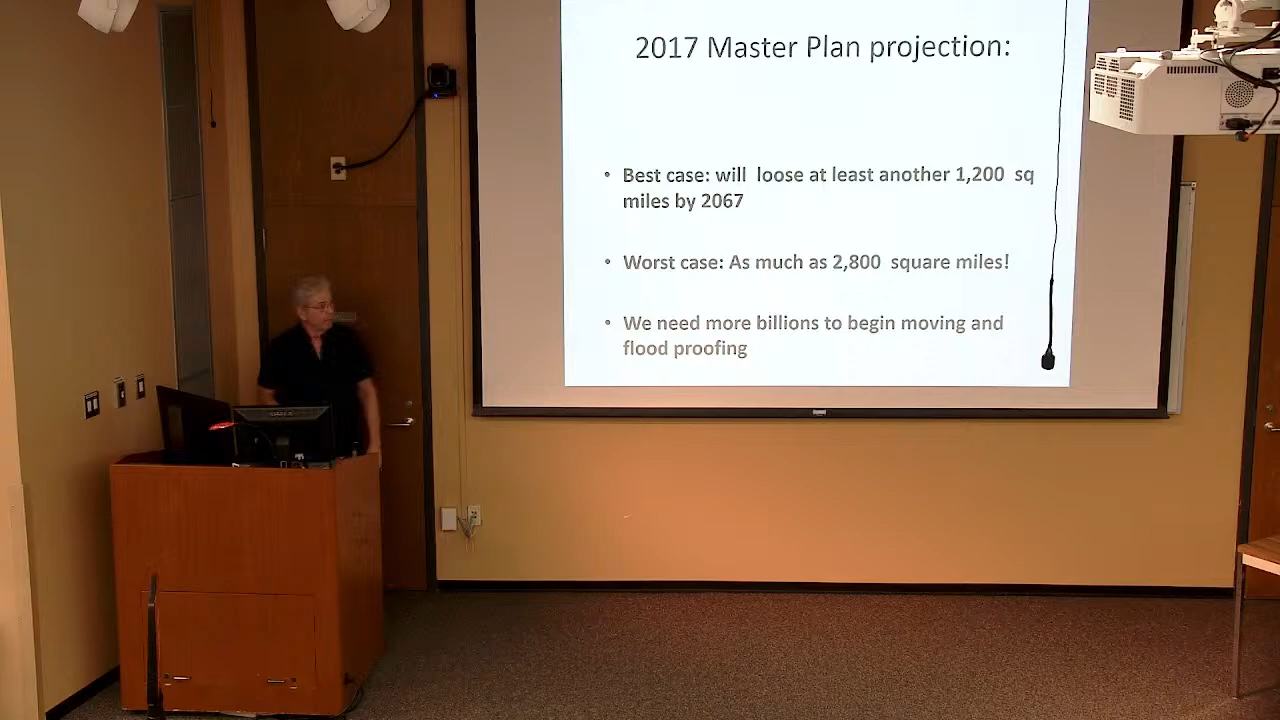 2017 Master Plan projection:
• Best case: will loose at least another 1,200 sq
miles by 2067
• Worst case: As much as 2,800 square miles!
• We need more billions to begin moving and
flood proofing